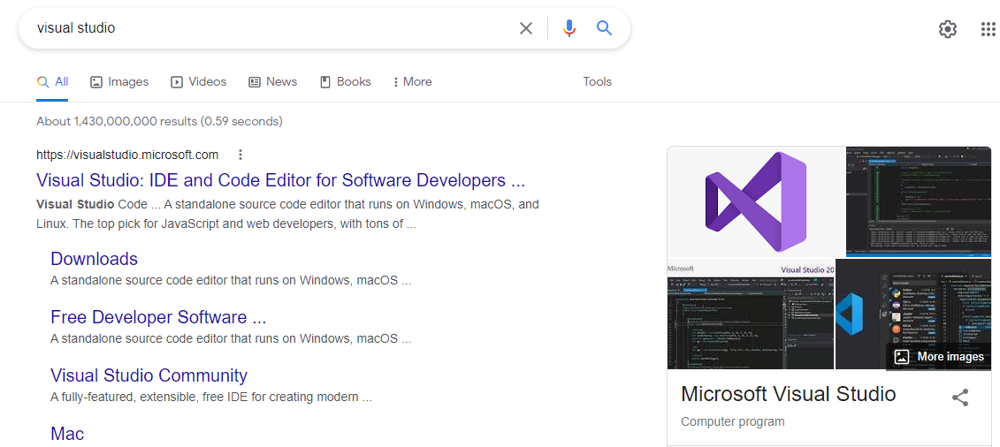 visual studio
All Images Videos News Books More Tools
About 1,430,000,000 results (0.59 seconds)
https://visualstudio.microsoft.com
Visual Studio: IDE and Code Editor for Software Developers ...
Visual Studio Code ... A standalone source code editor that runs on Windows, macOS, and
Linux. The top pick for JavaScript and web developers, with tons of ...
Downloads
A standalone source code editor that runs on Windows, macOS ...
Free Developer Software ...
A standalone source code editor that runs on Windows, macOS ...
Visual Studio Community
A fully-featured, extensible, free IDE for creating modern ...
Mac
Microsoft Visual Studio 20
More images
Microsoft Visual Studio
Computer program